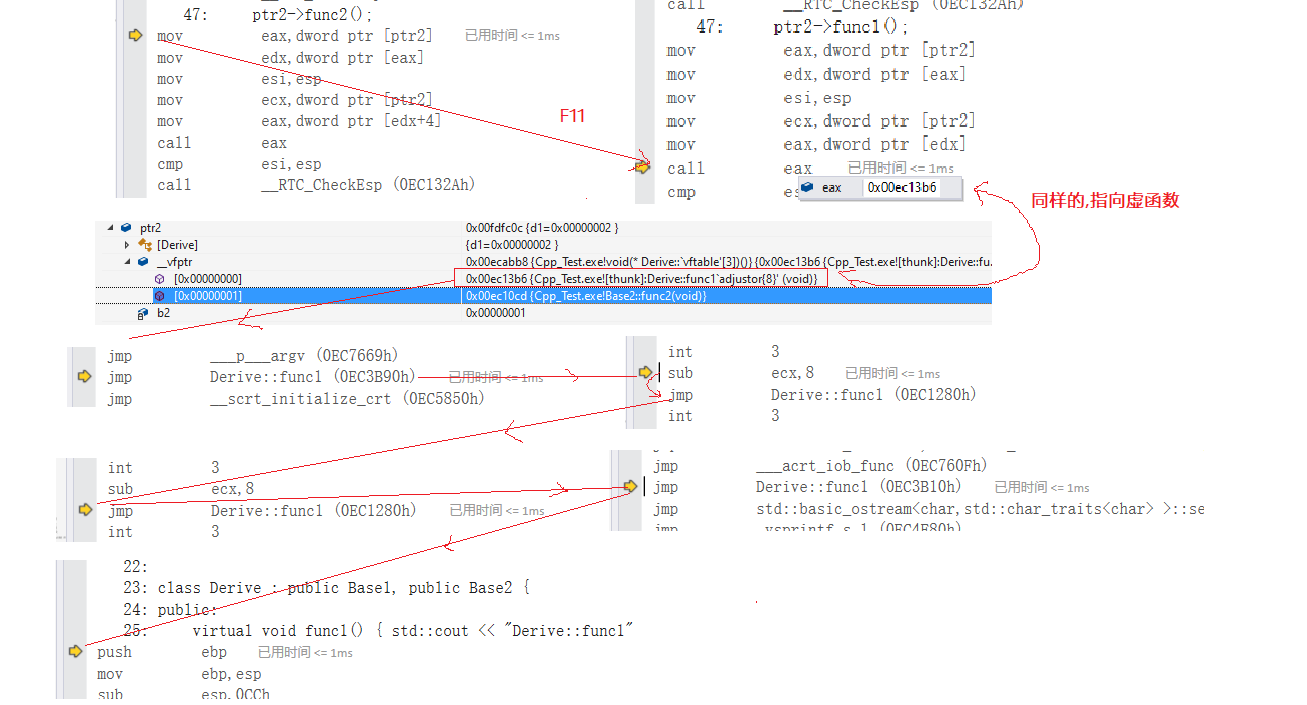 47: ptr2->func2();
mov eax,dword ptr [ptr2] 已用时间 <= 1ms
mov edx,dword ptr [eax]
mov esi,esp
mov ecx,dword ptr [ptr2]
mov eax,dword ptr [edx+4]
call eax
cmp esi,esp
call __RTC_CheckEsp (0EC132Ah)
F11
call __RTC_CheckEsp (0EC132Ah)
47: ptr2->func1();
mov eax,dword ptr [ptr2]
mov edx,dword ptr [eax]
mov esi,esp
mov ecx,dword ptr [ptr2]
mov eax,dword ptr [edx]
call eax 已用时间 <= 1ms
cmp es
eax 0x00ec13b6
同样的,指向虚函数
ptr2 0x00fdfc0c {d1=0x00000002 }
[Derive] {d1=0x00000002 }
__vfptr 0x00ecabb8 {Cpp_Test.exe!void(* Derive::`vftable'[3])()} {0x00ec13b6 {Cpp_Test.exe![thunk]:Derive::fu...
[0x00000000] 0x00ec13b6 {Cpp_Test.exe![thunk]:Derive::func1`adjustor{8}' (void)}
[0x00000001] 0x00ec10cd {Cpp_Test.exe!Base2::func2(void)}
b2 0x00000001
jmp ___p___argv (0EC7669h)
jmp Derive::func1 (0EC3B90h) 已用时间 <= 1ms
jmp __scrt_initialize_crt (0EC5850h)
int 3
sub ecx,8 已用时间 <= 1ms
jmp Derive::func1 (0EC1280h)
int 3
int 3
sub ecx,8
jmp Derive::func1 (0EC1280h) 已用时间 <= 1ms
int 3
jmp ___acrt_iob_func (0EC760Fh)
jmp Derive::func1 (0EC3B10h) 已用时间 <= 1ms
jmp std::basic_ostream<char,std::char_traits<char> >::se
jmp _vsprintf_s_l (0EC4F80h)
22:
23: class Derive : public Base1, public Base2 {
24: public:
25: virtual void func1() { std::cout << "Derive::func1"
push ebp 已用时间 <= 1ms
mov ebp,esp
sub esp,0CCh